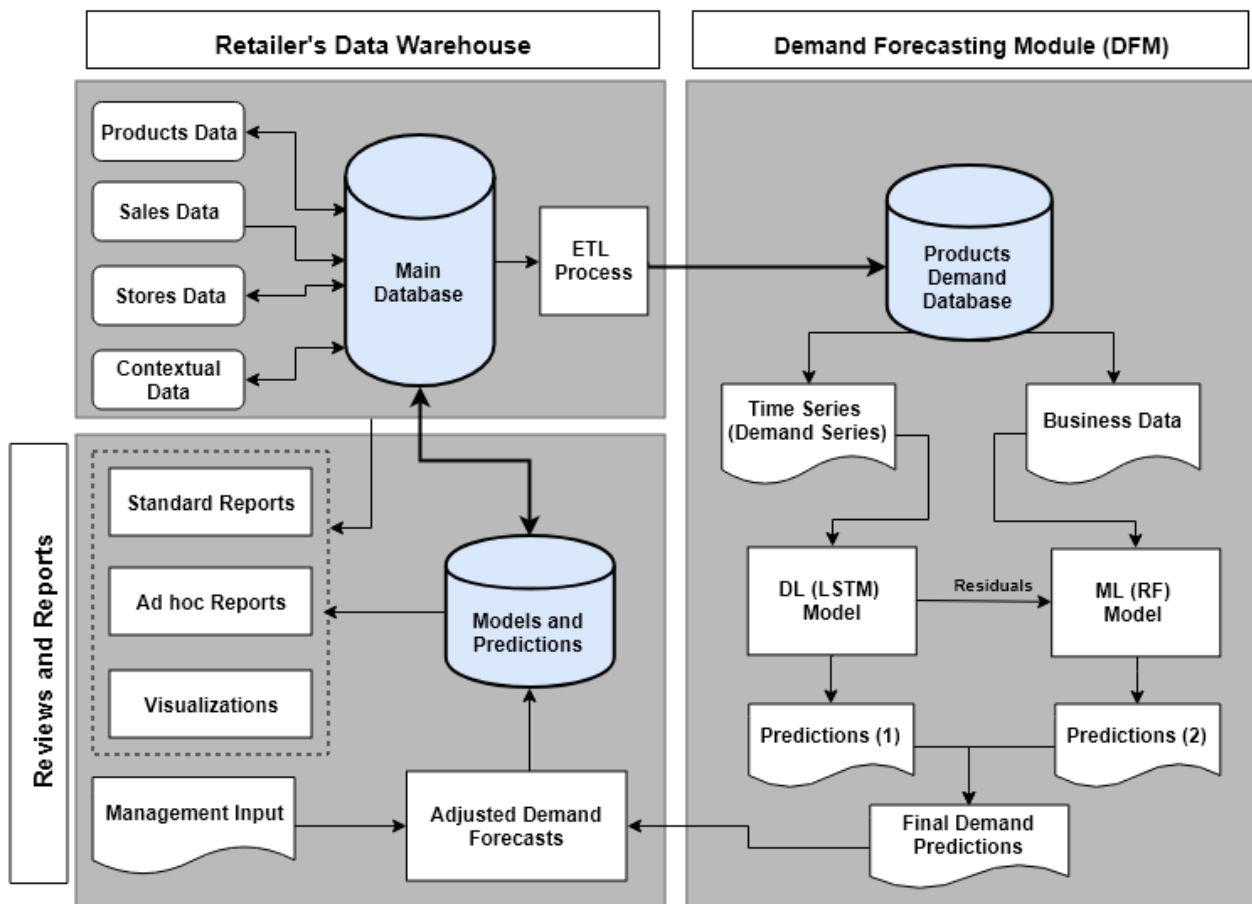 Retailer's Data Warehouse
Demand Forecasting Module (DFM)
Products Data
Sales Data
Stores Data
Contextual
Data
Main
Database
ETL
Process
Products
Demand
Database
Time Series
(Demand Series)
Business Data
DL (LSTM)
Model
Residuals
ML (RF)
Model
Predictions (1)
Predictions (2)
Final Demand
Predictions
Reviews and Reports
Standard Reports
Ad hoc Reports
Visualizations
Models and
Predictions
Management Input
Adjusted Demand
Forecasts